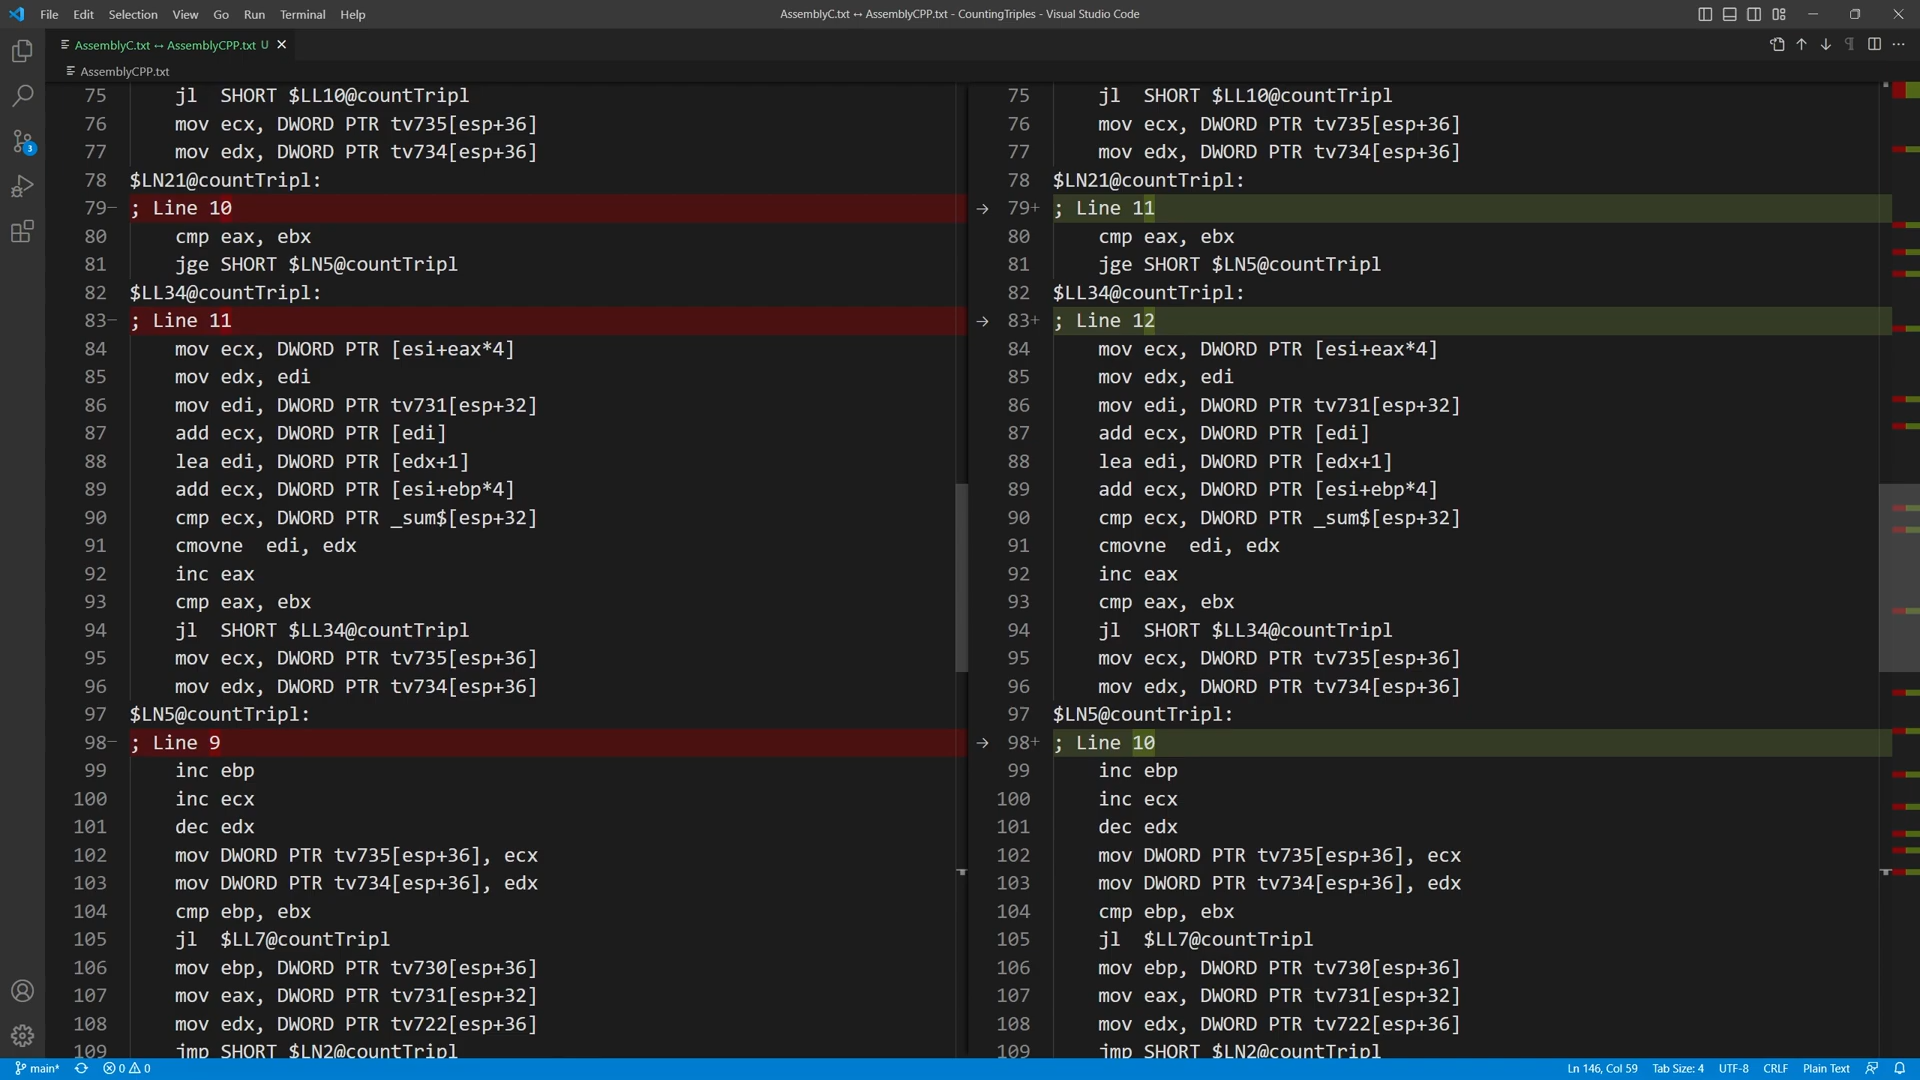 File Edit Selection View Go Run Terminal Help
AssemblyC.txt ↔ AssemblyCPP.txt - CountingTriples - Visual Studio Code
AssemblyC.txt ↔ AssemblyCPP.txt U
AssemblyCPP.txt
3
75 jl SHORT $LL10@countTripl
76 mov ecx, DWORD PTR tv735[esp+36]
77 mov edx, DWORD PTR tv734[esp+36]
78 $LN21@countTripl:
79− ; Line 10
80 cmp eax, ebx
81 jge SHORT $LN5@countTripl
82 $LL34@countTripl:
83− ; Line 11
84 mov ecx, DWORD PTR [esi+eax*4]
85 mov edx, edi
86 mov edi, DWORD PTR tv731[esp+32]
87 add ecx, DWORD PTR [edi]
88 lea edi, DWORD PTR [edx+1]
89 add ecx, DWORD PTR [esi+ebp*4]
90 cmp ecx, DWORD PTR _sum$[esp+32]
91 cmovne edi, edx
92 inc eax
93 cmp eax, ebx
94 jl SHORT $LL34@countTripl
95 mov ecx, DWORD PTR tv735[esp+36]
96 mov edx, DWORD PTR tv734[esp+36]
97 $LN5@countTripl:
98− ; Line 9
99 inc ebp
100 inc ecx
101 dec edx
102 mov DWORD PTR tv735[esp+36], ecx
103 mov DWORD PTR tv734[esp+36], edx
104 cmp ebp, ebx
105 jl $LL7@countTripl
106 mov ebp, DWORD PTR tv730[esp+36]
107 mov eax, DWORD PTR tv731[esp+32]
108 mov edx, DWORD PTR tv722[esp+36]
109 jmp SHORT $LN2@countTripl
75 jl SHORT $LL10@countTripl
76 mov ecx, DWORD PTR tv735[esp+36]
77 mov edx, DWORD PTR tv734[esp+36]
78 $LN21@countTripl:
→ 79+ ; Line 11
80 cmp eax, ebx
81 jge SHORT $LN5@countTripl
82 $LL34@countTripl:
→ 83+ ; Line 12
84 mov ecx, DWORD PTR [esi+eax*4]
85 mov edx, edi
86 mov edi, DWORD PTR tv731[esp+32]
87 add ecx, DWORD PTR [edi]
88 lea edi, DWORD PTR [edx+1]
89 add ecx, DWORD PTR [esi+ebp*4]
90 cmp ecx, DWORD PTR _sum$[esp+32]
91 cmovne edi, edx
92 inc eax
93 cmp eax, ebx
94 jl SHORT $LL34@countTripl
95 mov ecx, DWORD PTR tv735[esp+36]
96 mov edx, DWORD PTR tv734[esp+36]
97 $LN5@countTripl:
→ 98+ ; Line 10
99 inc ebp
100 inc ecx
101 dec edx
102 mov DWORD PTR tv735[esp+36], ecx
103 mov DWORD PTR tv734[esp+36], edx
104 cmp ebp, ebx
105 jl $LL7@countTripl
106 mov ebp, DWORD PTR tv730[esp+36]
107 mov eax, DWORD PTR tv731[esp+32]
108 mov edx, DWORD PTR tv722[esp+36]
109 jmp SHORT $LN2@countTripl
main* 0 0 Ln 146, Col 59 Tab Size: 4 UTF-8 CRLF Plain Text